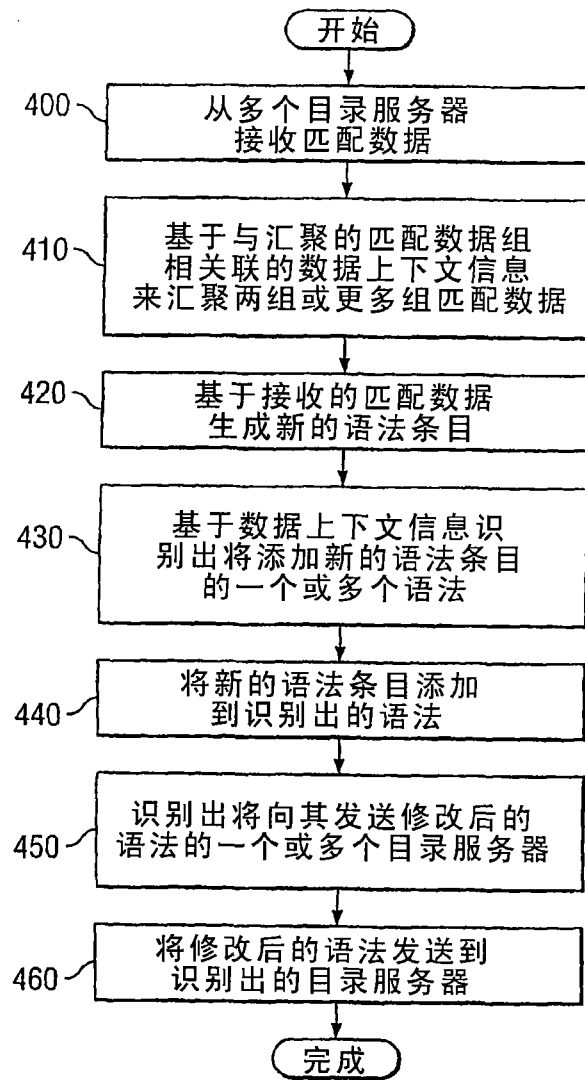 开始
400
从多个目录服务器
接收匹配数据
410
基于与汇聚的匹配数据组
相关联的数据上下文信息
来汇聚两组或更多组匹配数据
420
基于接收的匹配数据
生成新的语法条目
430
基于数据上下文信息识
别出将添加新的语法条目
的一个或多个语法
440
将新的语法条目添加
到识别出的语法
450
识别出将向其发送修改后的
语法的一个或多个目录服务器
460
将修改后的语法发送到
识别出的目录服务器
完成